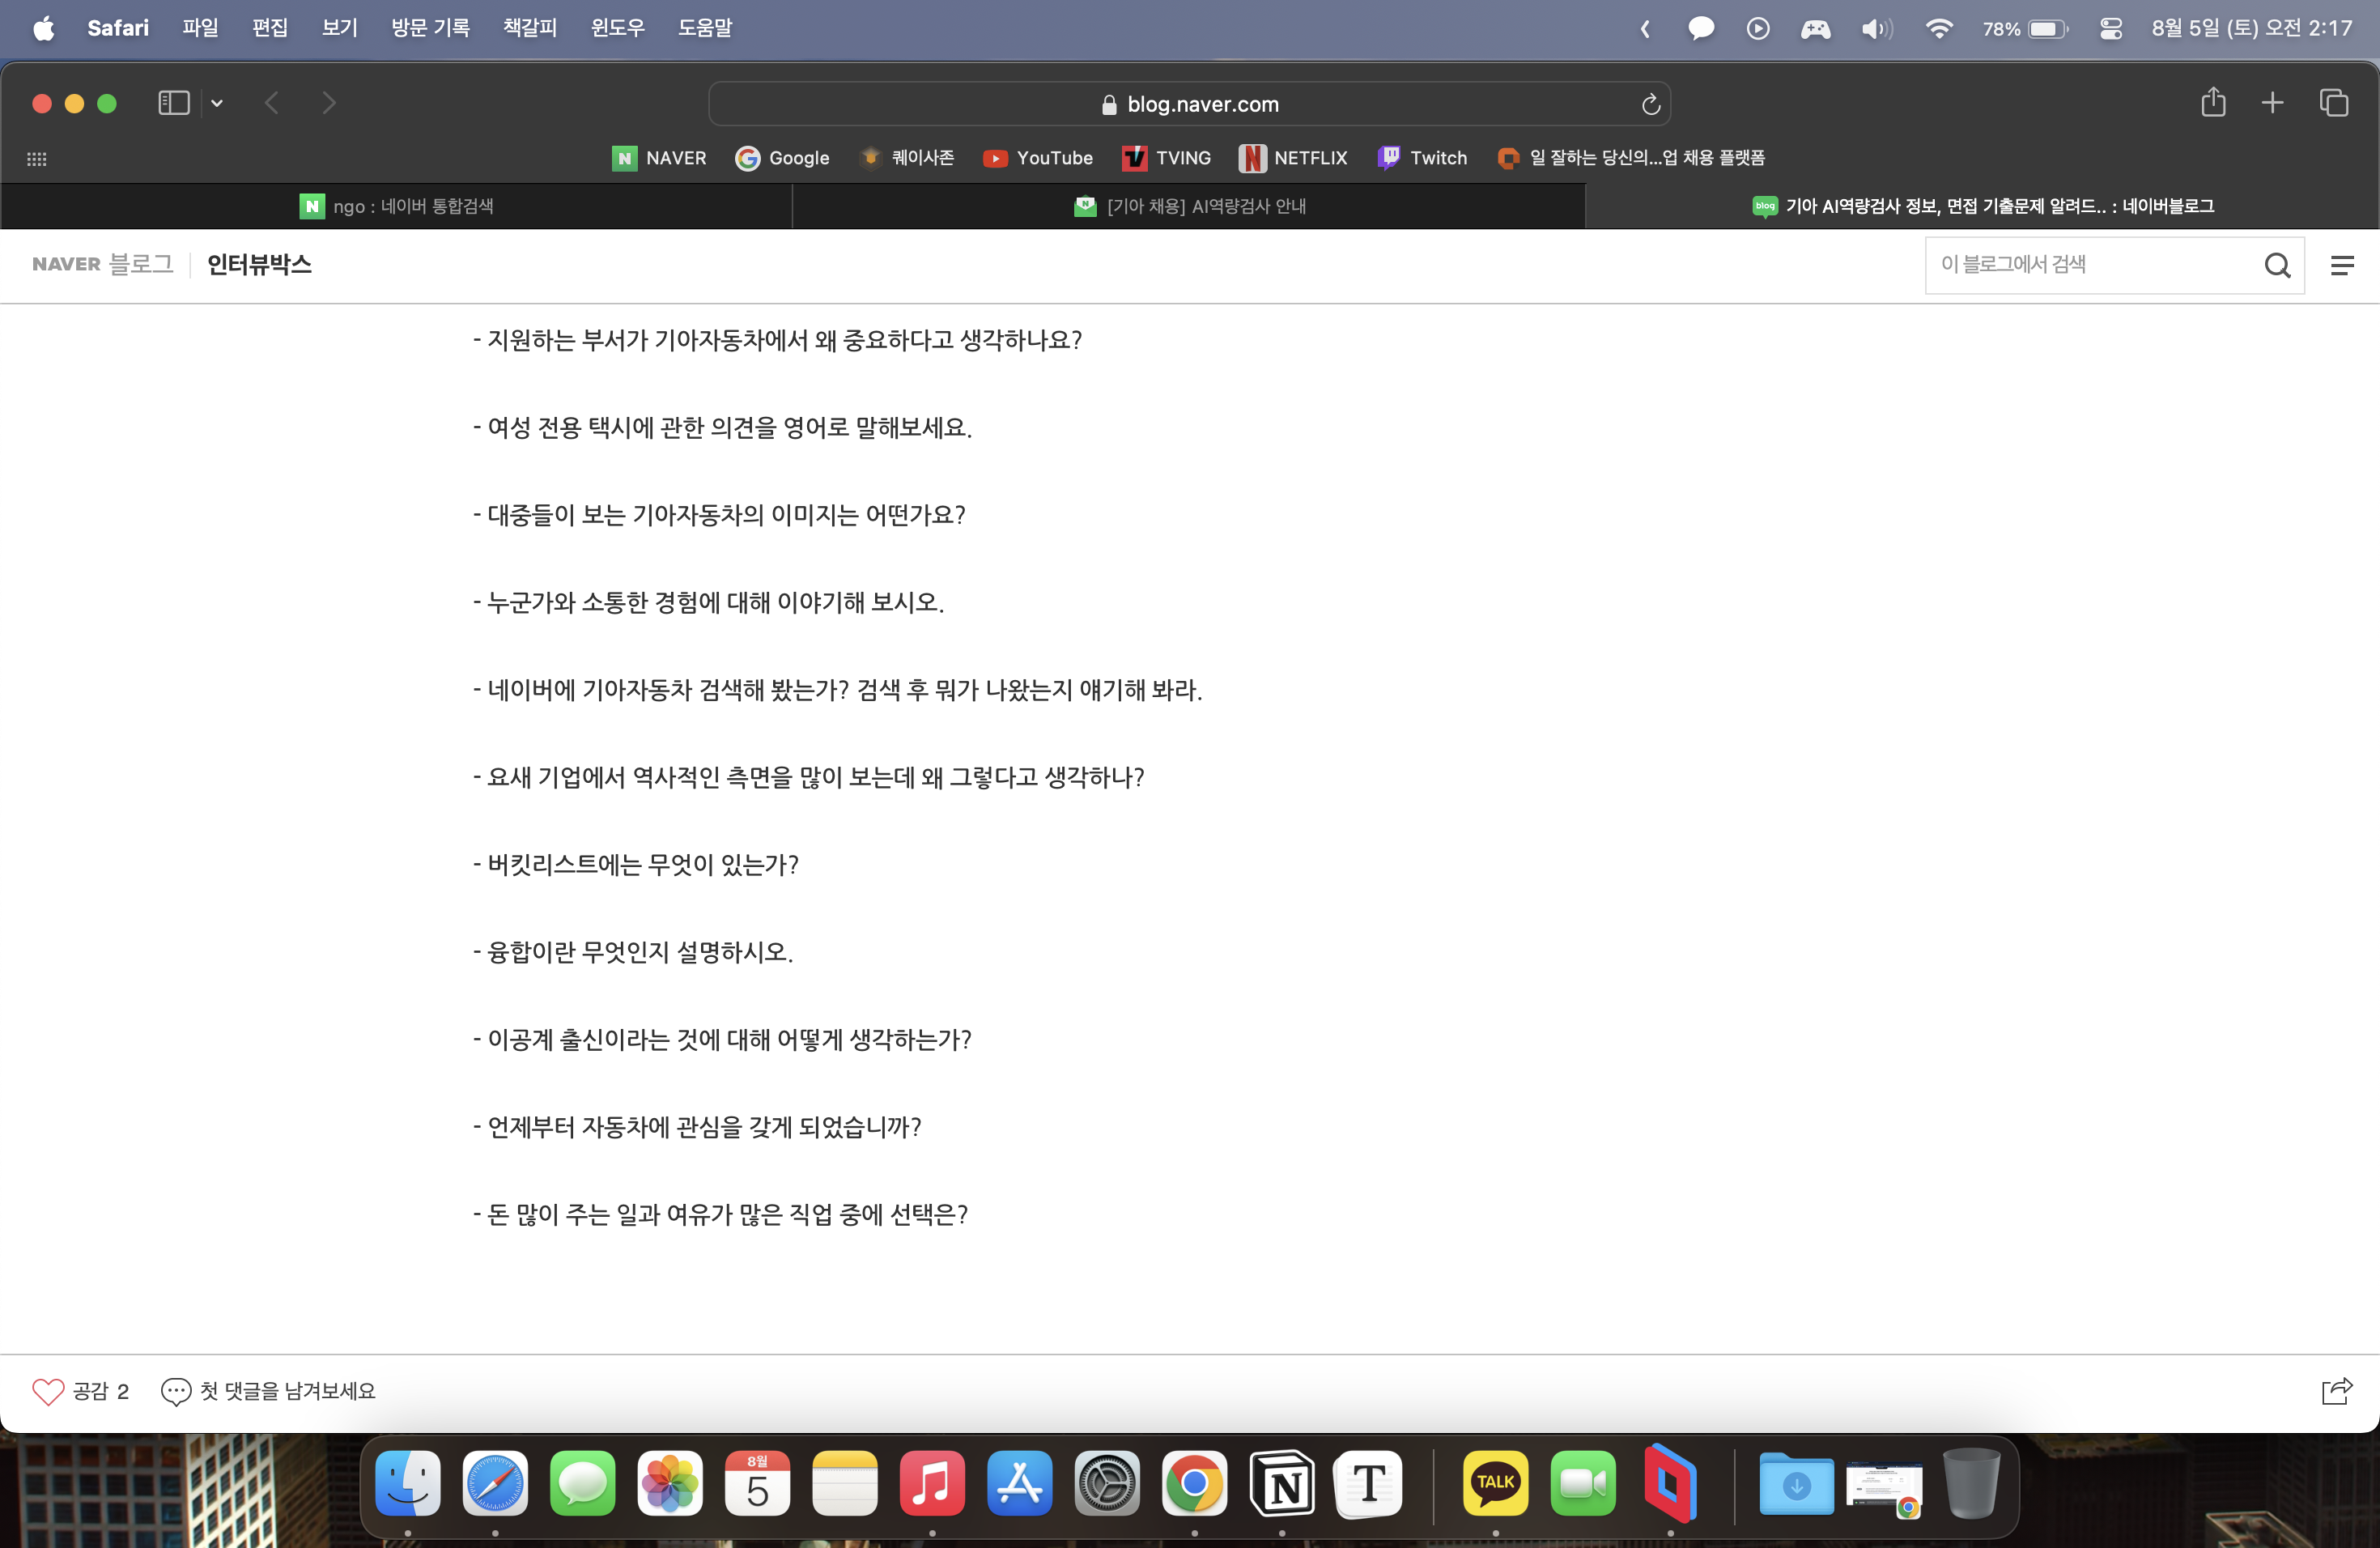 Safari 파일 편집 보기 방문 기록 책갈피 윈도우 도움말 78% 8월 5일 (토) 오전 2:17
blog.naver.com
N NAVER Google 퀘이사존 YouTube TVING NETFLIX Twitch 일 잘하는 당신의...업 채용 플랫폼
N ngo : 네이버 통합검색
N [기아 채용] AI역량검사 안내
blog 기아 AI역량검사 정보, 면접 기출문제 알려드.. : 네이버블로그
NAVER 블로그 인터뷰박스 이 블로그에서 검색
- 지원하는 부서가 기아자동차에서 왜 중요하다고 생각하나요?
- 여성 전용 택시에 관한 의견을 영어로 말해보세요.
- 대중들이 보는 기아자동차의 이미지는 어떤가요?
- 누군가와 소통한 경험에 대해 이야기해 보시오.
- 네이버에 기아자동차 검색해 봤는가? 검색 후 뭐가 나왔는지 얘기해 봐라.
- 요새 기업에서 역사적인 측면을 많이 보는데 왜 그렇다고 생각하나?
- 버킷리스트에는 무엇이 있는가?
- 융합이란 무엇인지 설명하시오.
- 이공계 출신이라는 것에 대해 어떻게 생각하는가?
- 언제부터 자동차에 관심을 갖게 되었습니까?
- 돈 많이 주는 일과 여유가 많은 직업 중에 선택은?
공감 2 첫 댓글을 남겨보세요
8월
5
N
T
TALK